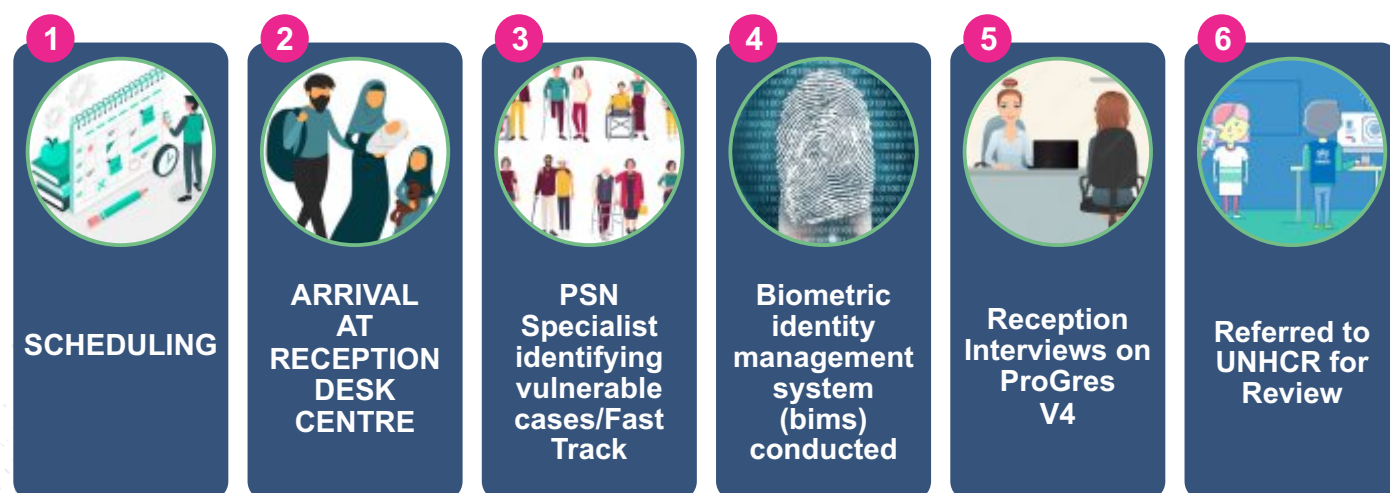 1
SCHEDULING
2
ARRIVAL
AT
RECEPTION
DESK
CENTRE
3
PSN
Specialist
identifying
vulnerable
cases/Fast
Track
4
Biometric
identity
management
system
(bims)
conducted
5
Reception
Interviews on
ProGres
V4
6
Referred to
UNHCR for
Review